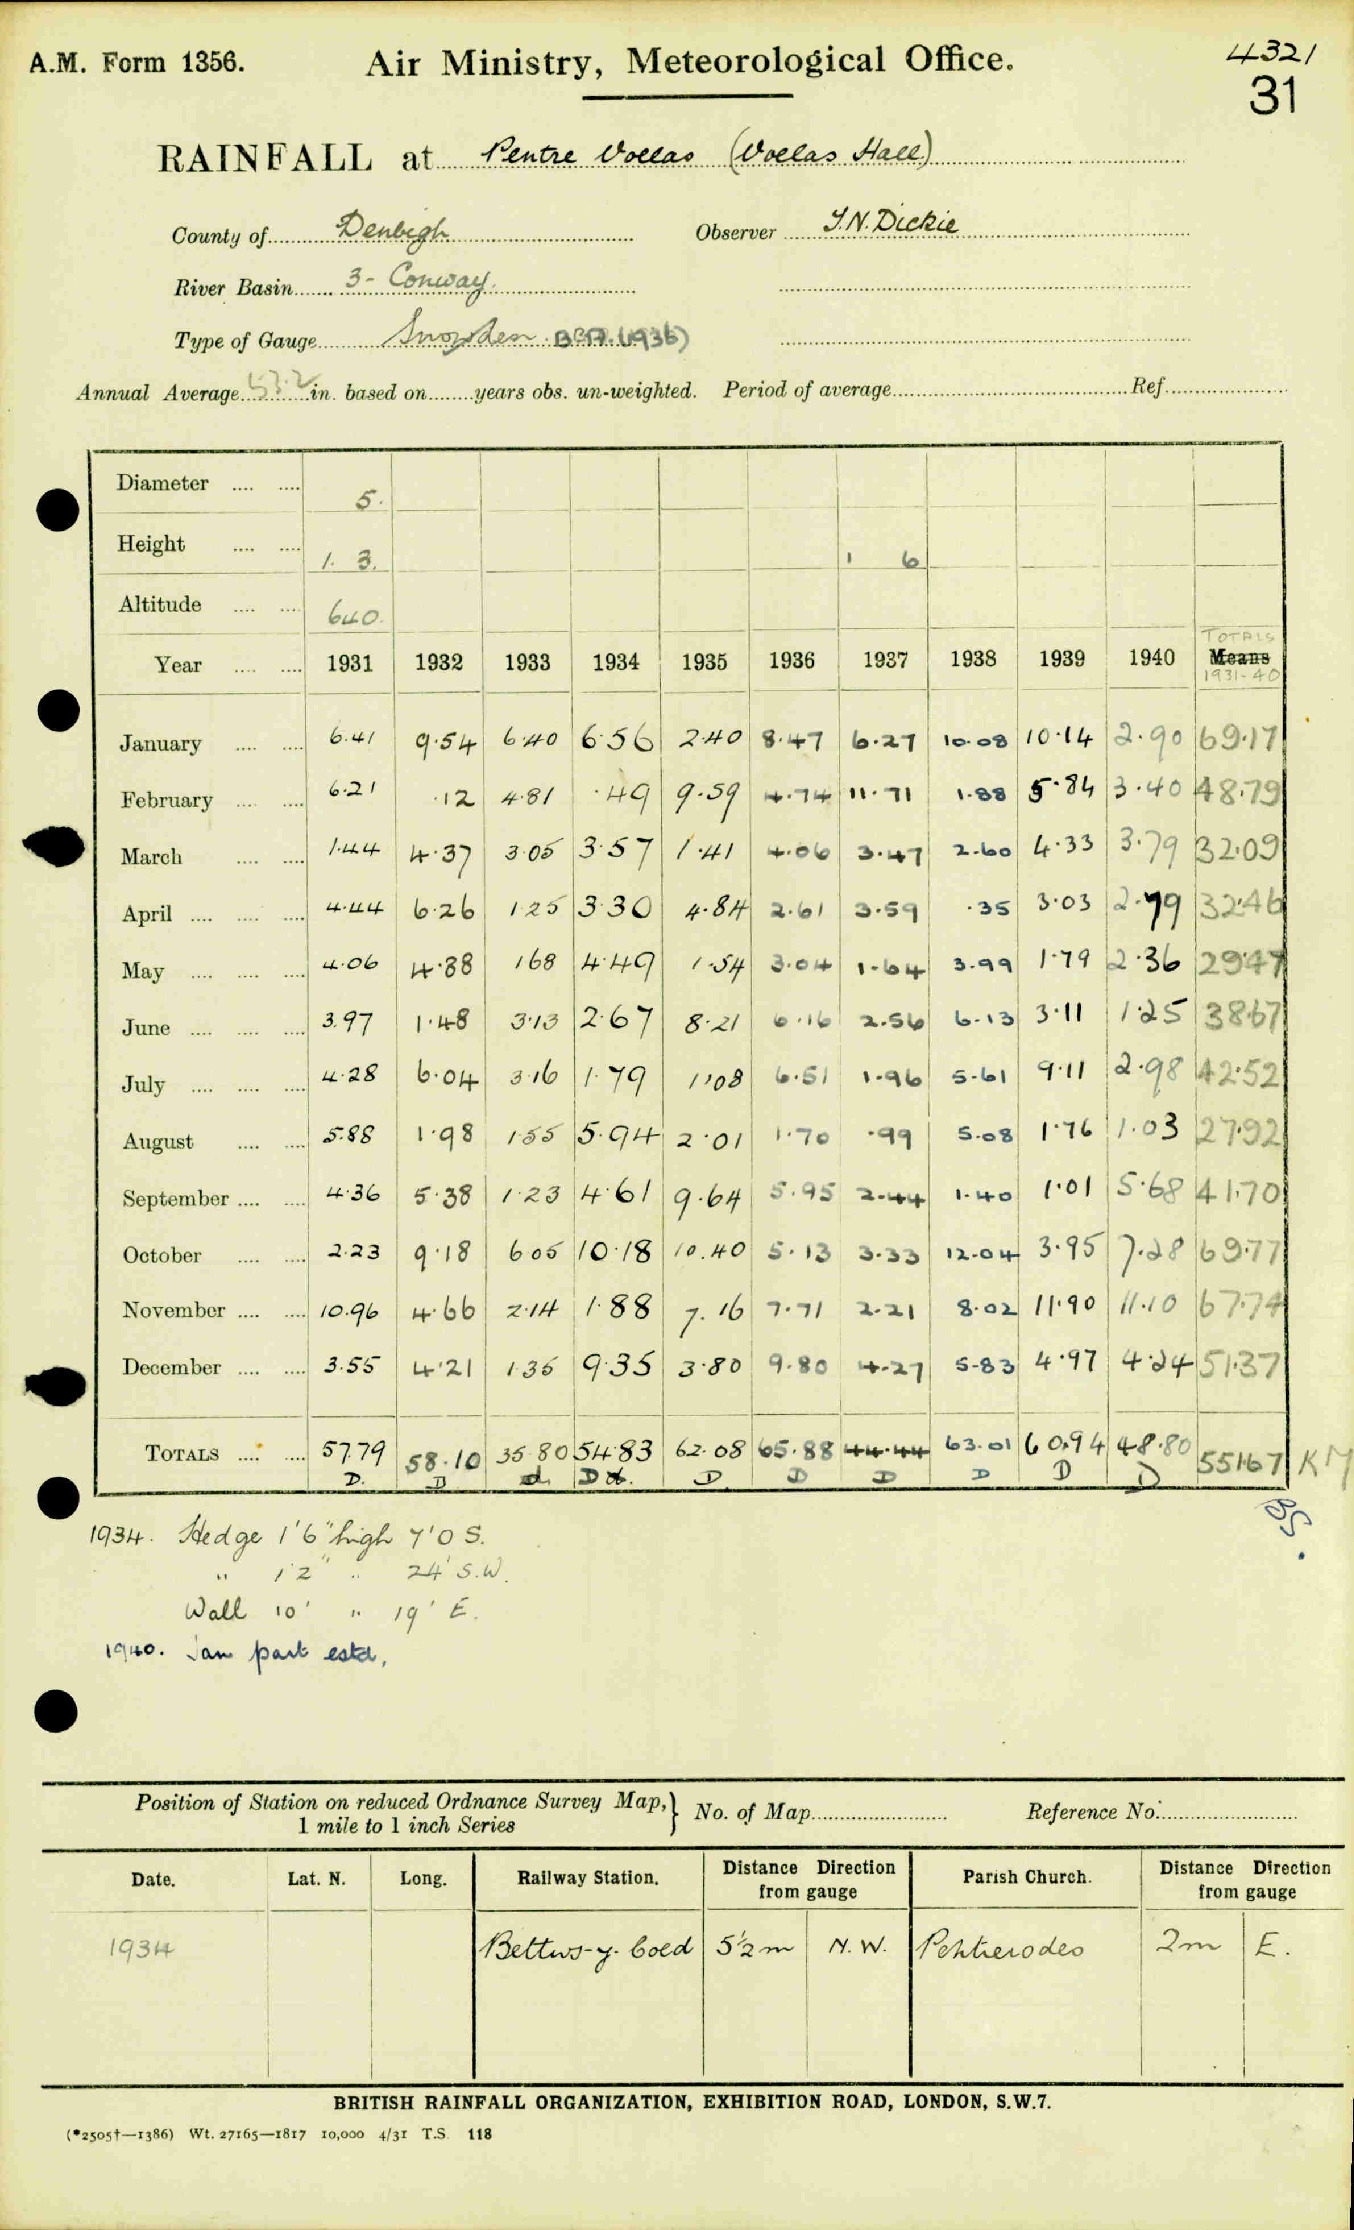 A.M. Form 1356.
Air Ministry, Meteorological Office.
4321
31
RAINFALL at Pentre Voelas (Voelas Hall)
County of Denbigh Observer T.N. Dickie
River Basin 3- Conway.
Type of Gauge Snowden (1936)
Annual Average 53.2 in. based on years obs. un-weighted. Period of average Ref.
Diameter 5.
Height 1. 3. 1 6
Altitude 640.
TOTALS
Year 1931 1932 1933 1934 1935 1936 1937 1938 1939 1940 Means
1931-40
January 6.41 9.54 6.40 6.56 2.40 8.47 6.27 10.08 10.14 2.90 69.17
February 6.21 .12 4.81 .49 9.59 4.74 11.71 1.88 5.84 3.40 48.79
March 1.44 4.37 3.05 3.57 1.41 4.06 3.47 2.60 4.33 3.79 32.09
April 4.44 6.26 1.25 3.30 4.84 2.61 3.59 .35 3.03 2.79 32.46
May 4.06 4.88 1.68 4.49 1.54 3.04 1.64 3.99 1.79 2.36 29.47
June 3.97 1.48 3.13 2.67 8.21 6.16 2.56 6.13 3.11 1.25 38.67
July 4.28 6.04 3.16 1.79 1.08 6.51 1.96 5.61 9.11 2.98 42.52
August 5.88 1.98 1.55 5.94 2.01 1.70 .99 5.08 1.76 1.03 27.92
September 4.36 5.38 1.23 4.61 9.64 5.95 2.44 1.40 1.01 5.68 41.70
October 2.23 9.18 6.05 10.18 10.40 5.13 3.33 12.04 3.95 7.28 69.77
November 10.96 4.66 2.14 1.88 7.16 7.71 2.21 8.02 11.90 11.10 67.74
December 3.55 4.21 1.35 9.35 3.80 9.80 4.27 5.83 4.97 4.24 51.37
TOTALS 57.79 58.10 35.80 54.83 62.08 65.88 44.44 63.01 60.94 48.80 551.67 KM
D. D d. D D D D D D D
BS.
1934. Hedge 1'6" high 7'0 S.
" 12" " 24' S.W.
Wall 10' " 19' E.
1940. Jan part estd.
Position of Station on reduced Ordnance Survey Map,} No. of Map Reference No.
1 mile to 1 inch Series
Date. Lat. N. Long. Railway Station. Distance Direction from gauge Parish Church. Distance Direction from gauge
1934 Bettws-y-Coed 5½m N.W. 2m E.
BRITISH RAINFALL ORGANIZATION, EXHIBITION ROAD, LONDON, S.W.7.
(*2505†—1386) Wt. 27165—1817 10,000 4/31 T.S. 118